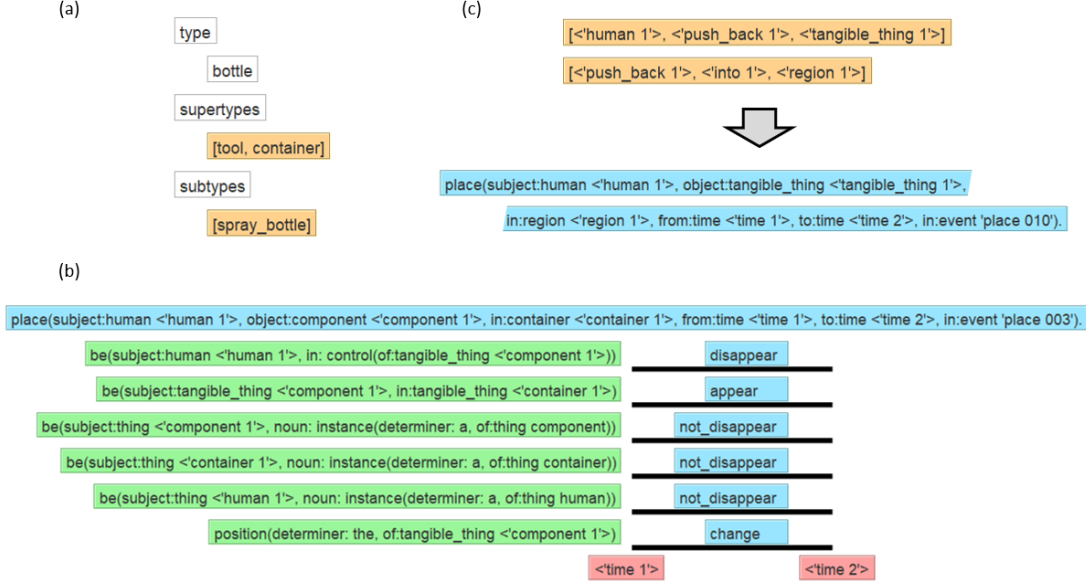 (a)
type
bottle
supertypes
[tool, container]
subtypes
[spray_bottle]
(c)
[<'human 1'>, <'push_back 1'>, <'tangible_thing 1'>]
[<'push_back 1'>, <'into 1'>, <'region 1'>]
place(subject:human <'human 1'>, object:tangible_thing <'tangible_thing 1'>,
in:region <'region 1'>, from:time <'time 1'>, to:time <'time 2'>, in:event 'place 010').
(b)
place(subject:human <'human 1'>, object:component <'component 1'>, in:container <'container 1'>, from:time <'time 1'>, to:time <'time 2'>, in:event 'place 003').
be(subject:human <'human 1'>, in: control(of:tangible_thing <'component 1'>)) disappear
be(subject:tangible_thing <'component 1'>, in:tangible_thing <'container 1'>) appear
be(subject:thing <'component 1'>, noun: instance(determiner: a, of:thing component)) not_disappear
be(subject:thing <'container 1'>, noun: instance(determiner: a, of:thing container)) not_disappear
be(subject:thing <'human 1'>, noun: instance(determiner: a, of:thing human)) not_disappear
position(determiner: the, of:tangible_thing <'component 1'>) change
<'time 1'> <'time 2'>